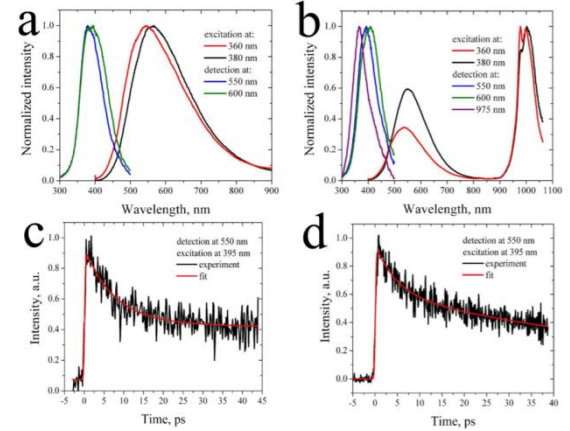 a
excitation at:
360 nm
380 nm
detection at:
550 nm
600 nm
Normalized intensity
1.0
0.8
0.6
0.4
0.2
0.0
300 400 500 600 700 800 900
Wavelength, nm
b
excitation at:
360 nm
380 nm
detection at:
550 nm
600 nm
975 nm
Normalized intensity
1.0
0.8
0.6
0.4
0.2
0.0
300 400 500 600 700 800 900 1000
Wavelength, nm
c
detection at 550 nm
excitation at 395 nm
experiment
fit
Intensity, a.u.
1.0
0.8
0.6
0.4
0.2
0.0
-5 0 5 10 15 20 25 30 35 40 45
Time, ps
d
detection at 550 nm
excitation at 395 nm
experiment
fit
Intensity, a.u.
1.0
0.8
0.6
0.4
0.2
0.0
-5 0 5 10 15 20 25 30 35 40
Time, ps